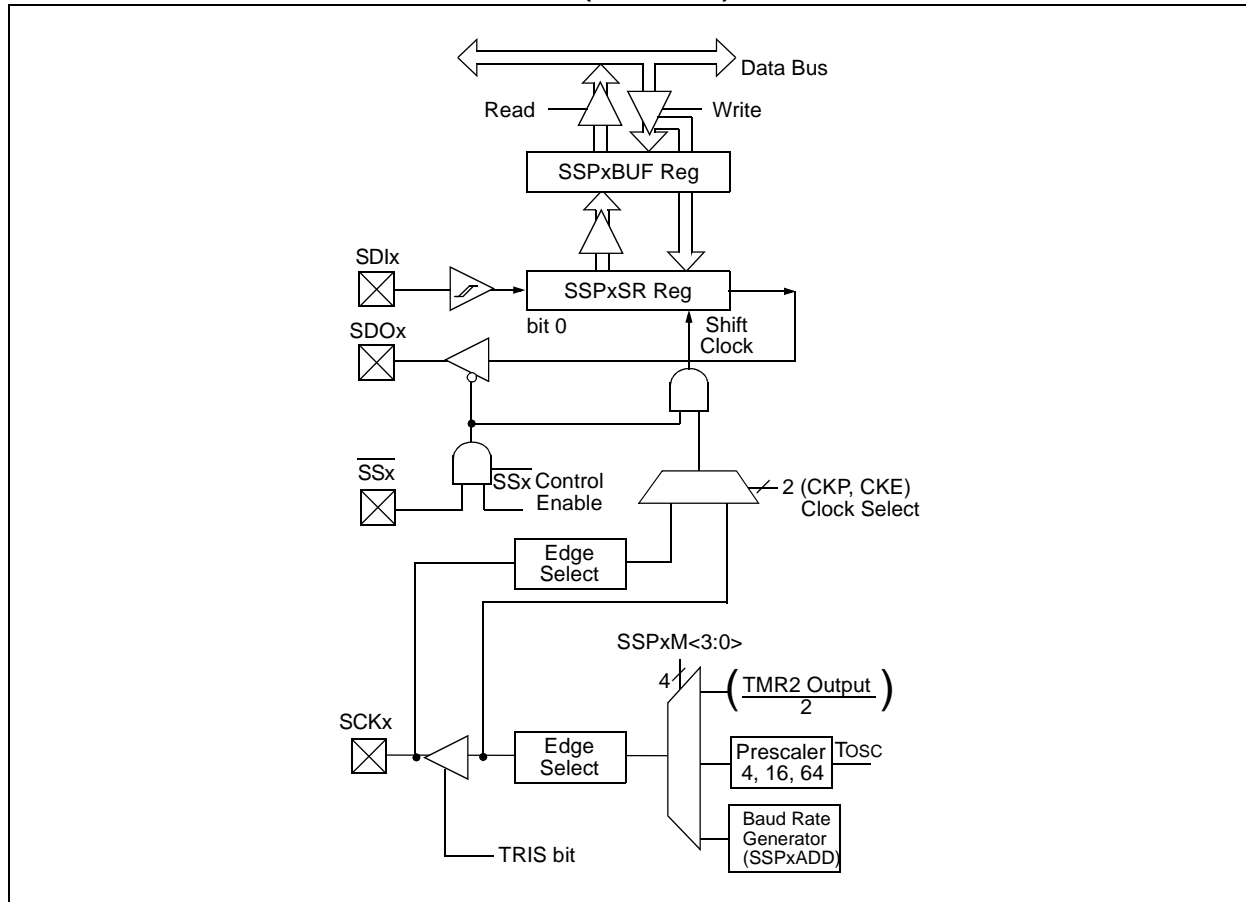 Data Bus
Read
Write
SSPxBUF Reg
SDIx
SSPxSR Reg
SDOx
bit 0
Shift
Clock
SSx
SSx Control
Enable
2 (CKP, CKE)
Clock Select
Edge
Select
SSPxM<3:0>
4
(TMR2 Output)
2
SCKx
Edge
Select
Prescaler
4, 16, 64
TOSC
Baud Rate
Generator
(SSPxADD)
TRIS bit